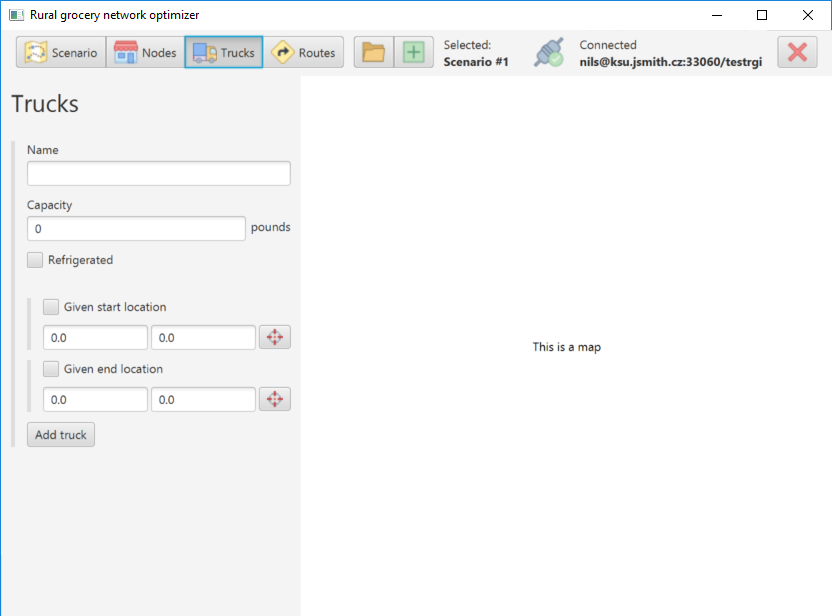 Rural grocery network optimizer
Scenario
Nodes
Trucks
Routes
Selected:
Scenario #1
Connected
nils@ksu.jsmith.cz:33060/testrgi
Trucks
Name
Capacity
0 pounds
Refrigerated
Given start location
0.0 0.0
Given end location
0.0 0.0
Add truck
This is a map